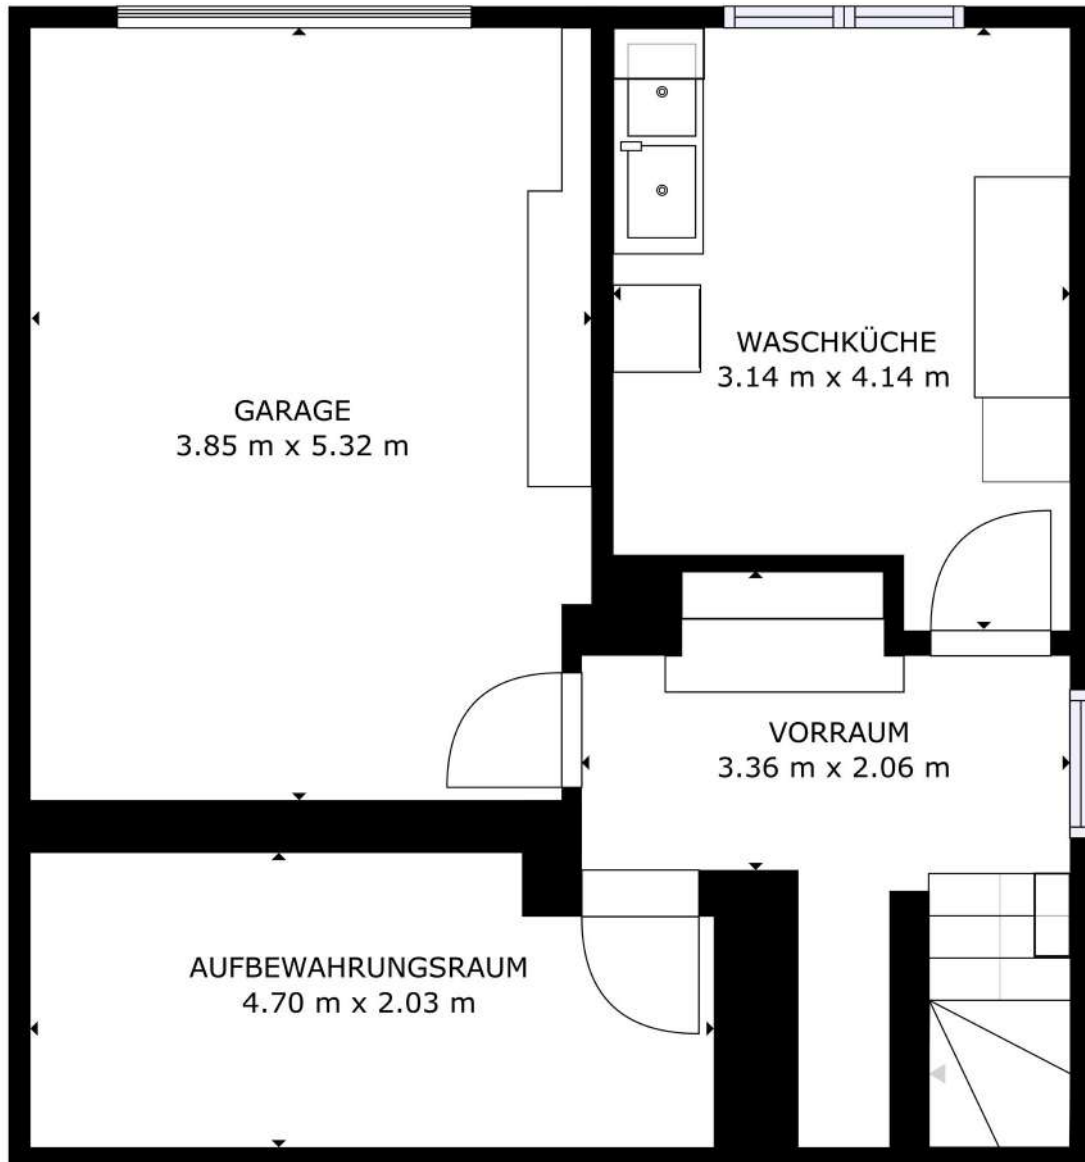 WASCHKÜCHE
3.14 m x 4.14 m
GARAGE
3.85 m x 5.32 m
VORRAUM
3.36 m x 2.06 m
AUFBEWAHRUNGSRAUM
4.70 m x 2.03 m